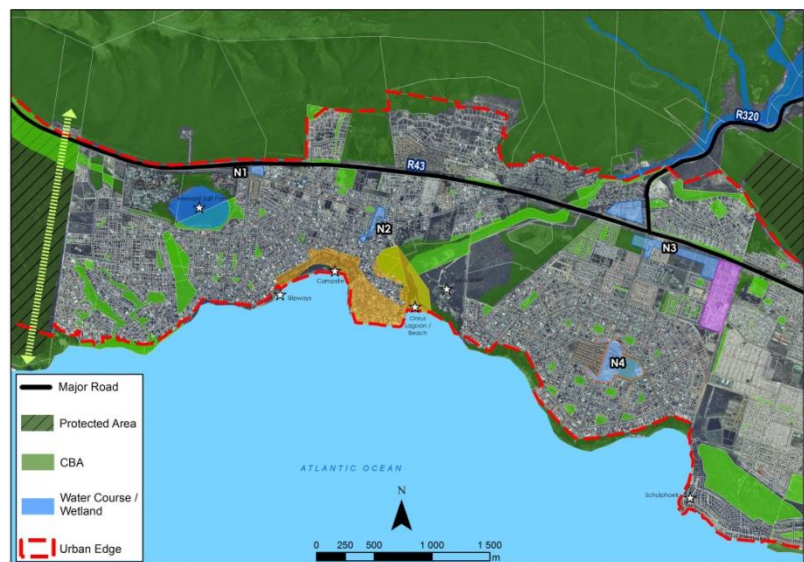 R320
R43
N1
N2
N3
Campsite
Slipways
Onrus
Lagoon /
Beach
N4
Schulphoek
ATLANTIC OCEAN
N
0 250 500 1 000 1 500
m
Major Road
Protected Area
CBA
Water Course /
Wetland
Urban Edge